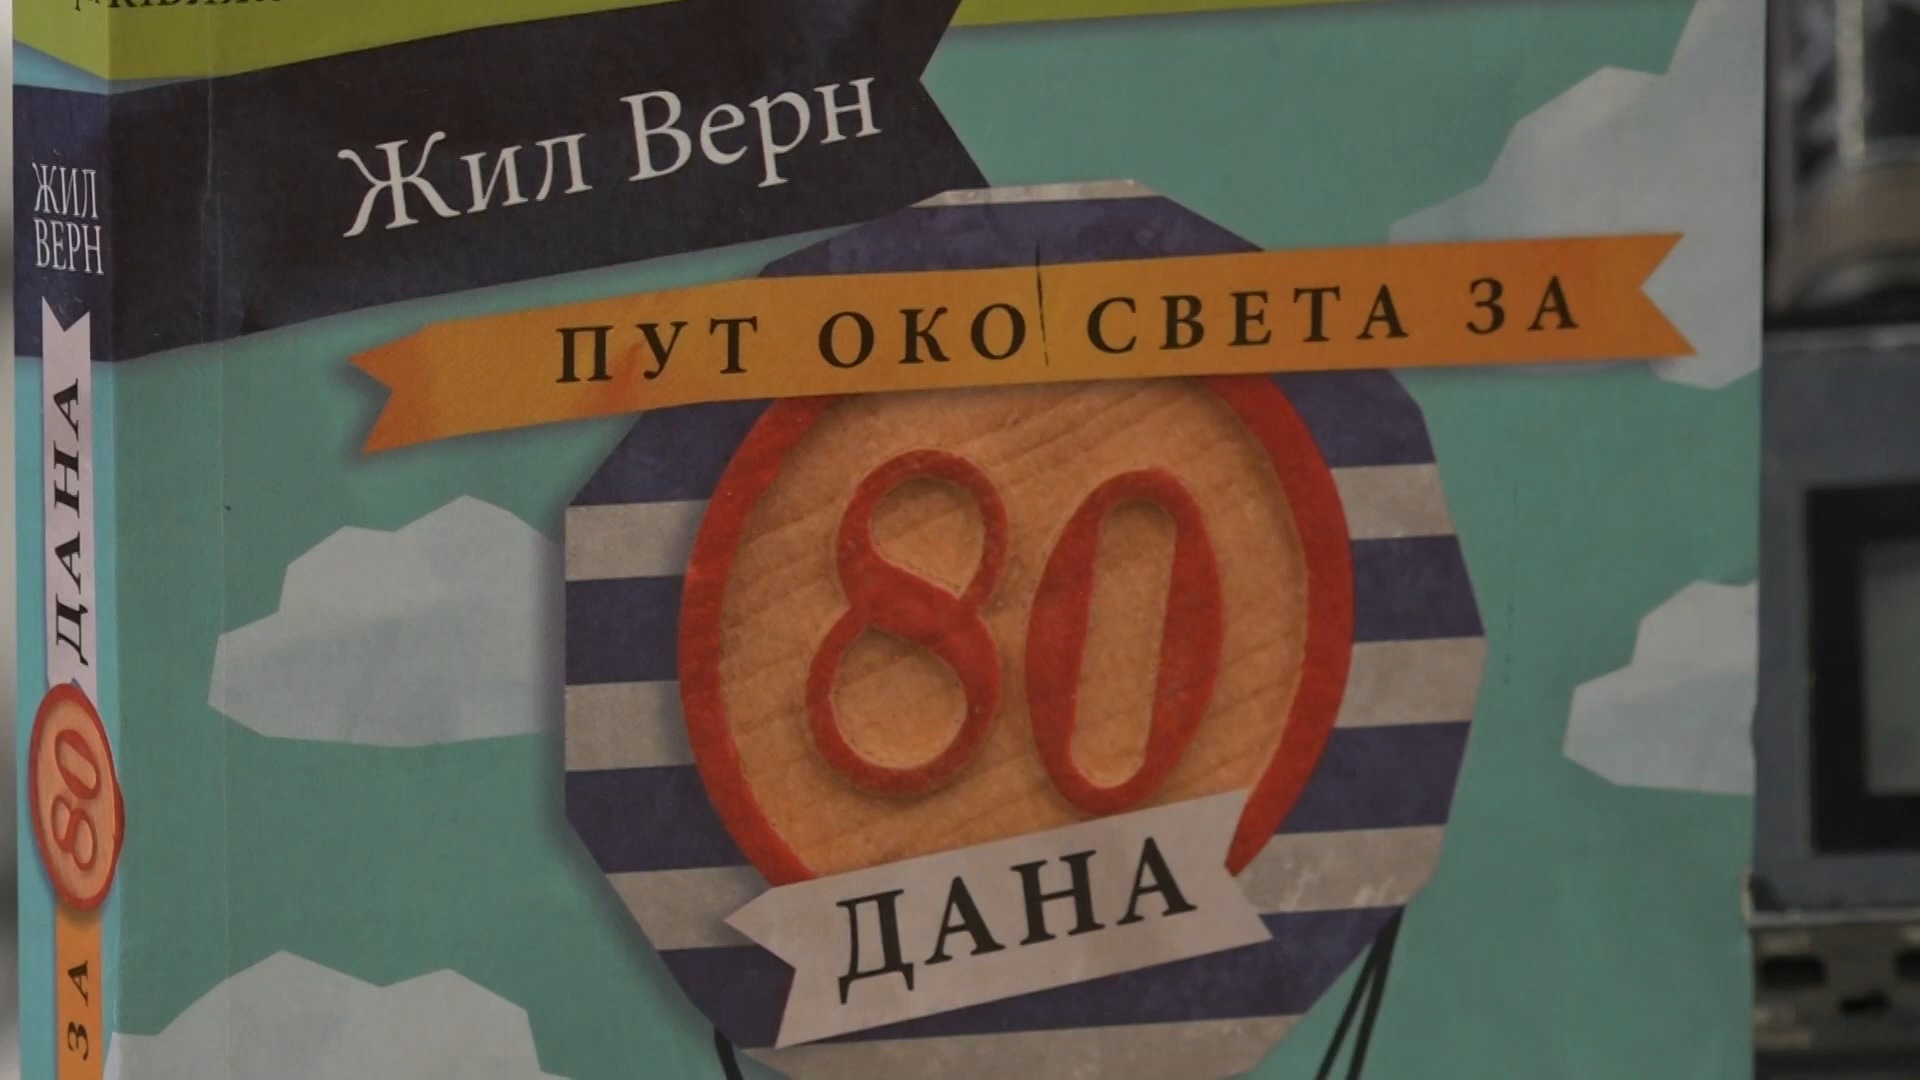 Жил Верн
ПУТ ОКО СВЕТА ЗА
80
ДАНА
ЖИЛ
ВЕРН
ЗА 80 ДАНА